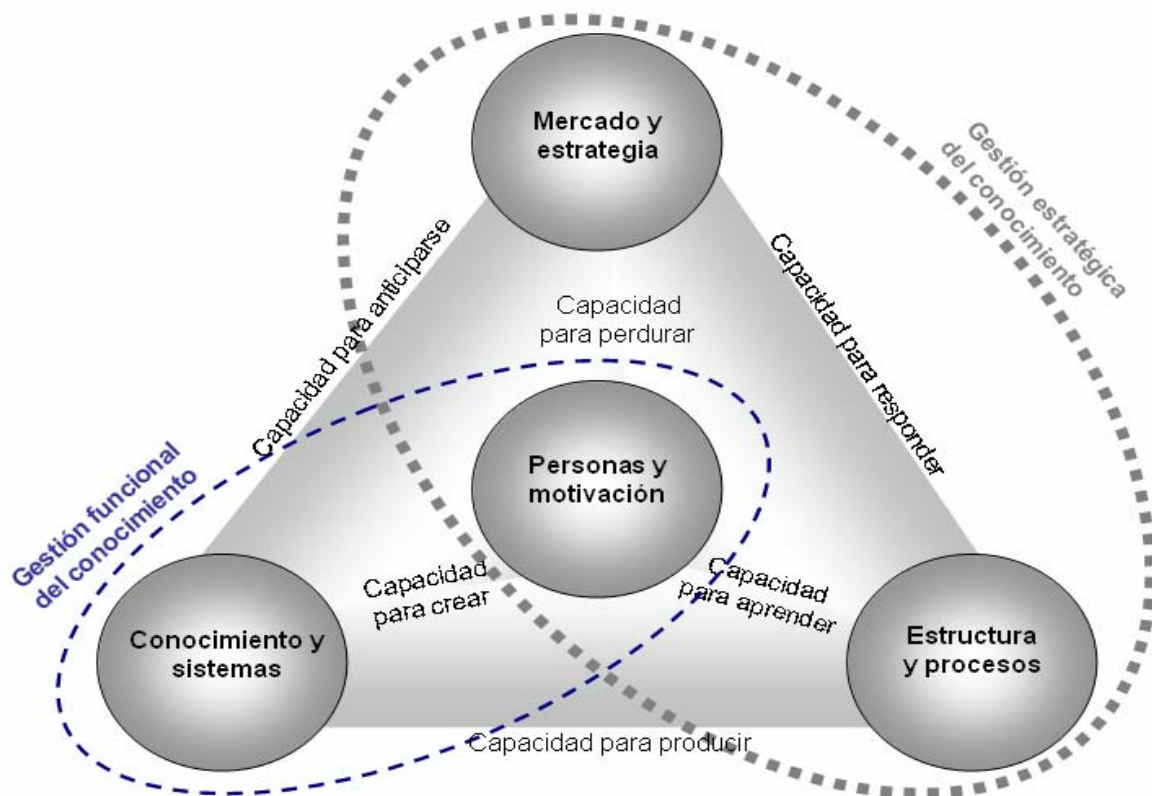 Mercado y
estrategia
Gestión estratégica
del conocimiento
Capacidad para anticiparse
Capacidad para responder
Capacidad
para perdurar
Personas y
motivación
Gestión funcional
del conocimiento
Capacidad
para crear
Capacidad
para aprender
Conocimiento y
sistemas
Estructura
y procesos
Capacidad para producir